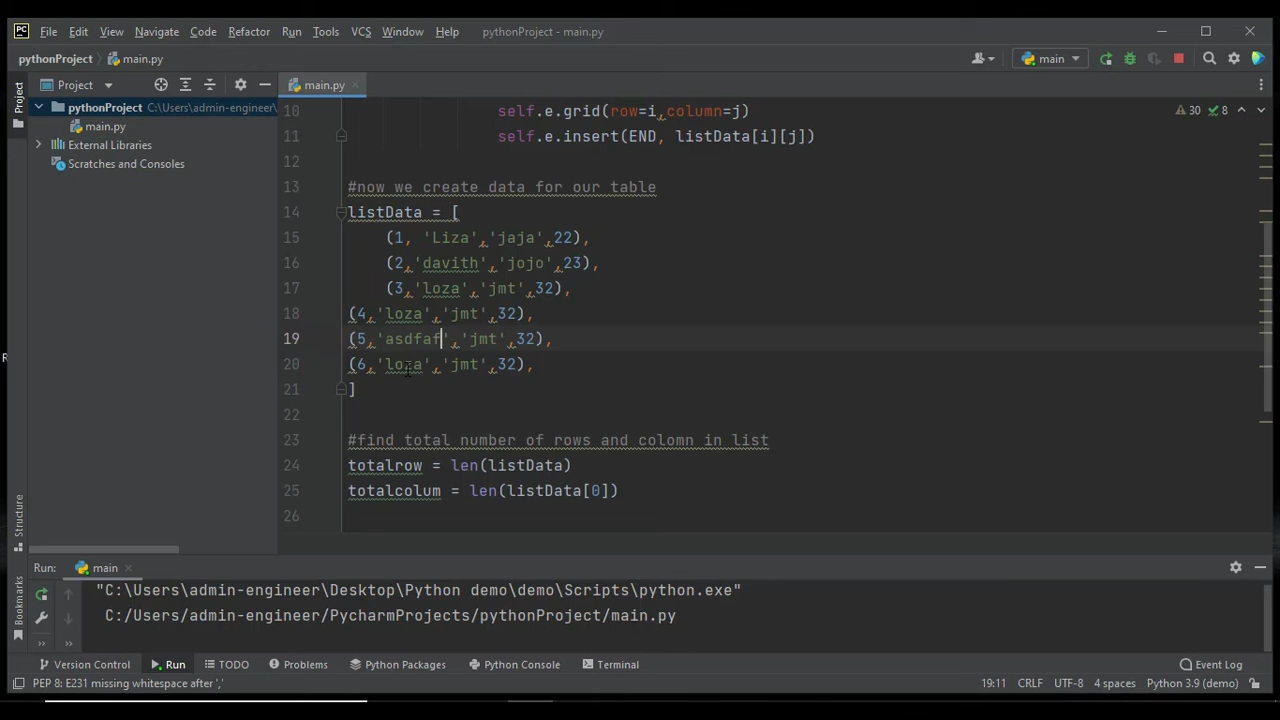 PC File Edit View Navigate Code Refactor Run Tools VCS Window Help pythonProject - main.py
pythonProject main.py main
Project main.py
pythonProject C:\Users\admin-engineer\
main.py
External Libraries
Scratches and Consoles
Project
Structure
Bookmarks
30 8
10 self.e.grid(row=i,column=j)
11 self.e.insert(END, listData[i][j])
12
13 #now we create data for our table
14 listData = [
15 (1, 'Liza','jaja',22),
16 (2,'davith','jojo',23),
17 (3,'loza','jmt',32),
18 (4,'loza','jmt',32),
19 (5,'asdfaf','jmt',32),
20 (6,'loza','jmt',32),
21 ]
22
23 #find total number of rows and colomn in list
24 totalrow = len(listData)
25 totalcolum = len(listData[0])
26
Run: main
"C:\Users\admin-engineer\Desktop\Python demo\demo\Scripts\python.exe"
C:/Users/admin-engineer/PycharmProjects/pythonProject/main.py
Version Control Run TODO Problems Python Packages Python Console Terminal Event Log
PEP 8: E231 missing whitespace after ',' 19:11 CRLF UTF-8 4 spaces Python 3.9 (demo)